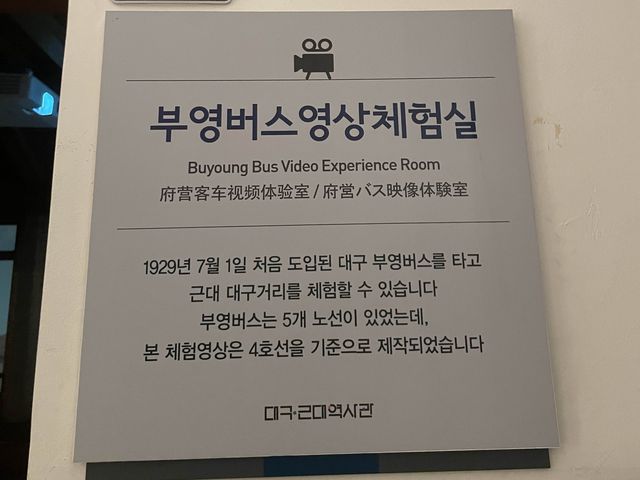 부영버스영상체험실
Buyoung Bus Video Experience Room
府营客车视频体验室 / 府営バス映像体験室
1929년 7월 1일 처음 도입된 대구 부영버스를 타고
근대 대구거리를 체험할 수 있습니다
부영버스는 5개 노선이 있었는데,
본 체험영상은 4호선을 기준으로 제작되었습니다
대구·근대역사관